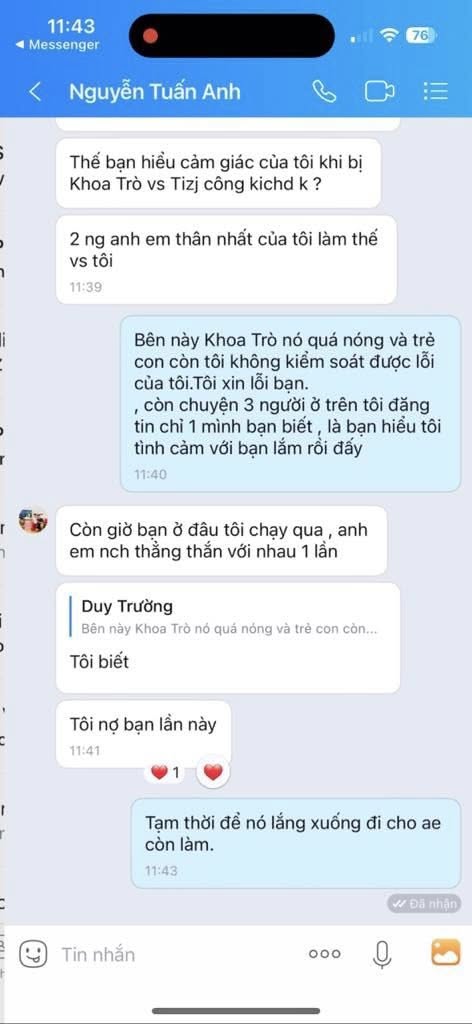 11:43
76
◀ Messenger
Nguyễn Tuấn Anh
Thế bạn hiểu cảm giác của tôi khi bị
Khoa Trò vs Tizj công kichd k ?
2 ng anh em thân nhất của tôi làm thế
vs tôi
11:39
Bên này Khoa Trò nó quá nóng và trẻ
con còn tôi không kiểm soát được lỗi
của tôi.Tôi xin lỗi bạn.
, còn chuyện 3 người ở trên tôi đăng
tin chỉ 1 mình bạn biết , là bạn hiểu tôi
tình cảm với bạn lắm rồi đấy
11:40
Còn giờ bạn ở đâu tôi chạy qua , anh
em nch thẳng thắn với nhau 1 lần
Duy Trường
Bên này Khoa Trò nó quá nóng và trẻ con còn...
Tôi biết
Tôi nợ bạn lần này
11:41
1
Tạm thời để nó lắng xuống đi cho ae
còn làm.
11:43
Đã nhận
Tin nhắn